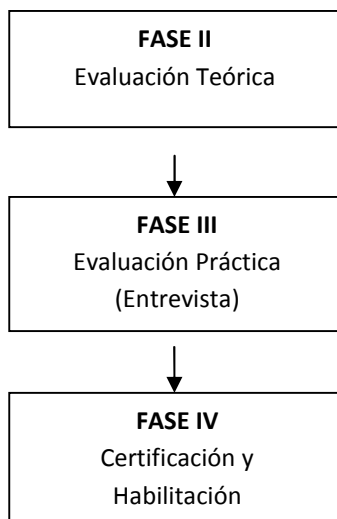 FASE II
Evaluación Teórica
FASE III
Evaluación Práctica
(Entrevista)
FASE IV
Certificación y
Habilitación